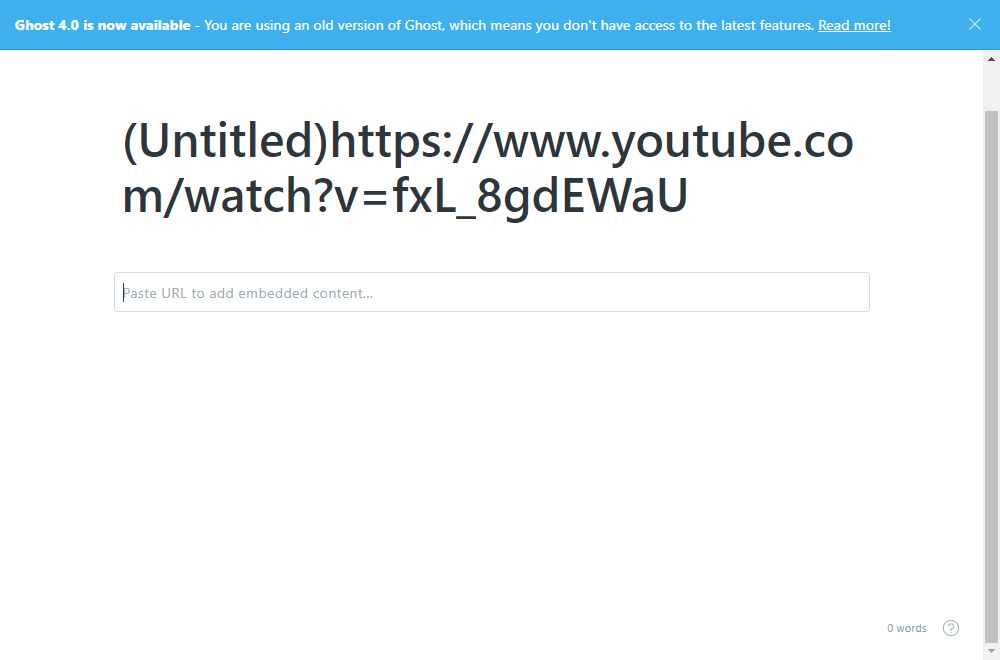 Ghost 4.0 is now available - You are using an old version of Ghost, which means you don't have access to the latest features. Read more!
(Untitled)https://www.youtube.co
m/watch?v=fxL_8gdEWaU
Paste URL to add embedded content...
0 words ?